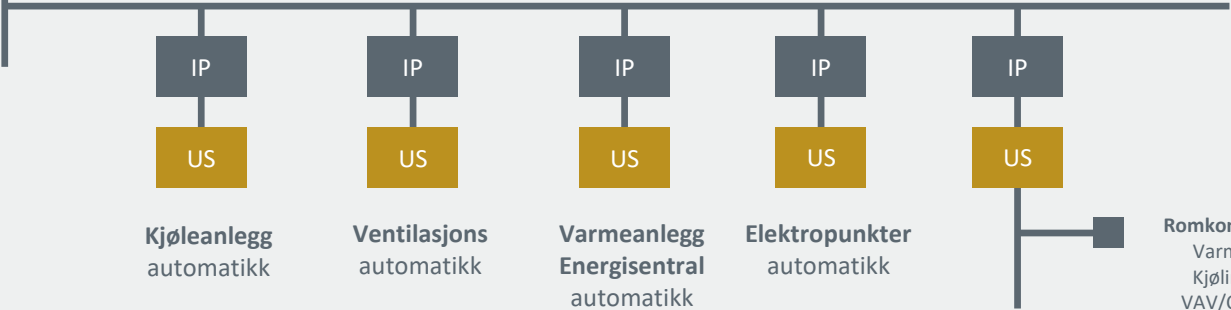 IP IP IP IP IP
US US US US US
Kjøleanlegg
automatikk
Ventilasjons
automatikk
Varmeanlegg
Energisentral
automatikk
Elektropunkter
automatikk